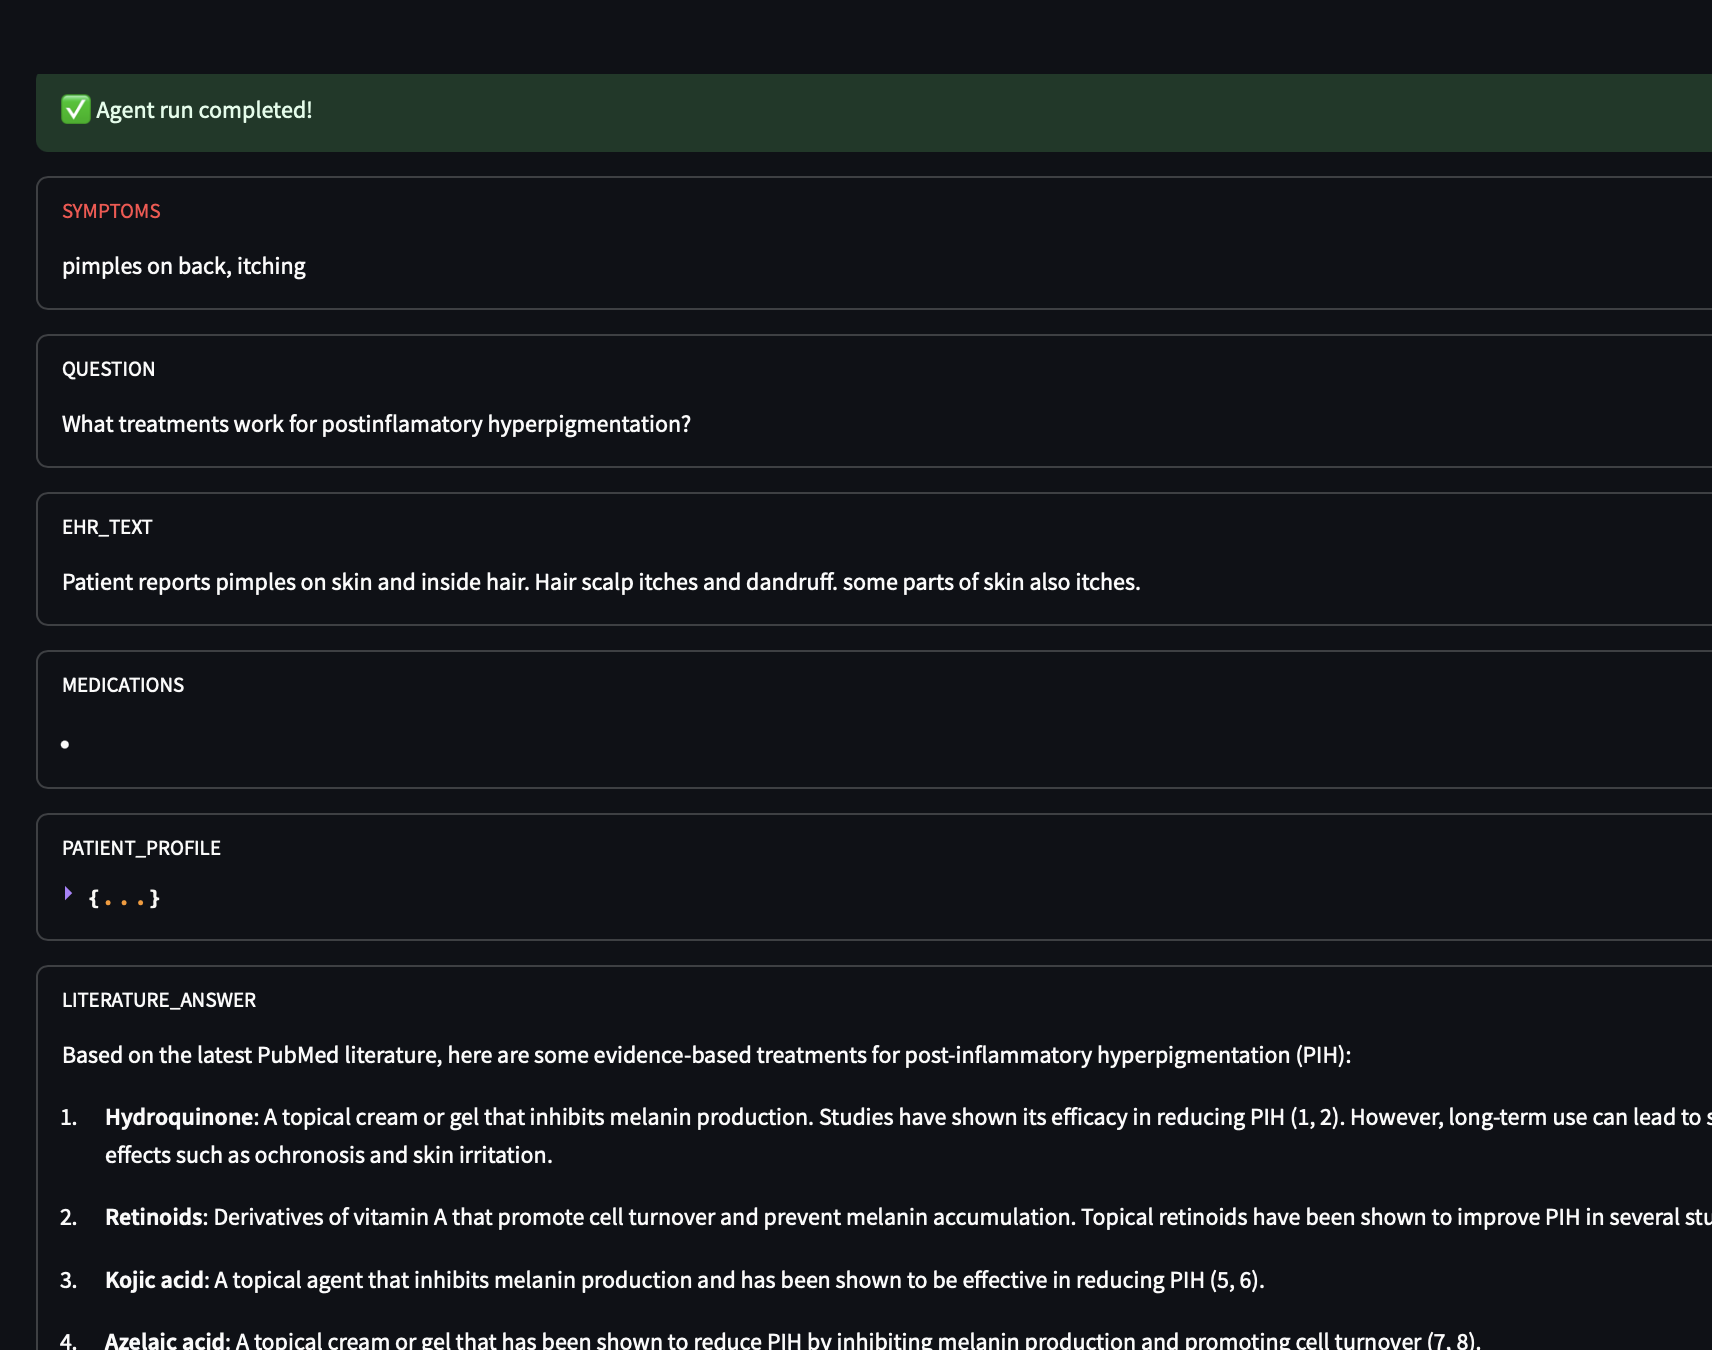 ✅ Agent run completed!
SYMPTOMS
pimples on back, itching
QUESTION
What treatments work for postinflamatory hyperpigmentation?
EHR_TEXT
Patient reports pimples on skin and inside hair. Hair scalp itches and dandruff. some parts of skin also itches.
MEDICATIONS
•
PATIENT_PROFILE
{...}
LITERATURE_ANSWER
Based on the latest PubMed literature, here are some evidence-based treatments for post-inflammatory hyperpigmentation (PIH):
1. Hydroquinone: A topical cream or gel that inhibits melanin production. Studies have shown its efficacy in reducing PIH (1, 2). However, long-term use can lead to
effects such as ochronosis and skin irritation.
2. Retinoids: Derivatives of vitamin A that promote cell turnover and prevent melanin accumulation. Topical retinoids have been shown to improve PIH in several
3. Kojic acid: A topical agent that inhibits melanin production and has been shown to be effective in reducing PIH (5, 6).
4. Azelaic acid: A topical cream or gel that has been shown to reduce PIH by inhibiting melanin production and promoting cell turnover (7, 8).